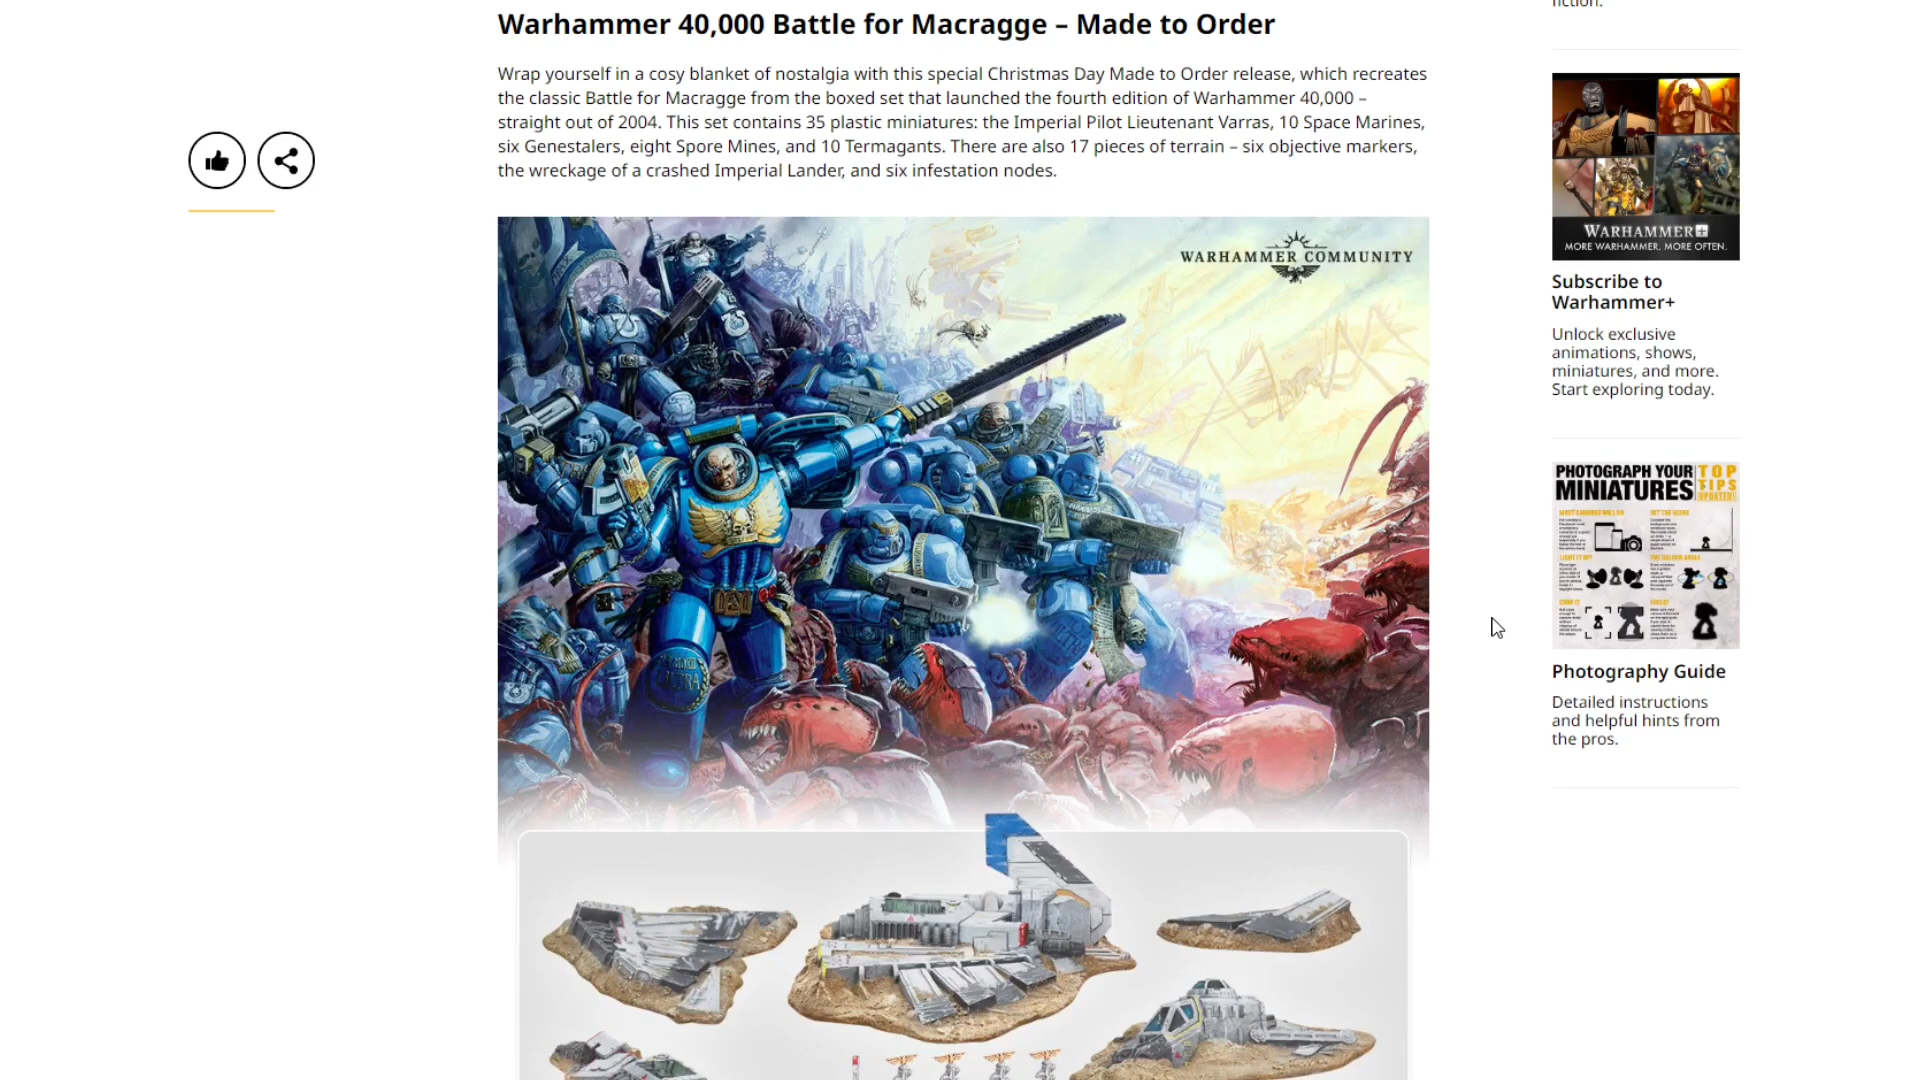 fiction.
Warhammer 40,000 Battle for Macragge – Made to Order
Wrap yourself in a cosy blanket of nostalgia with this special Christmas Day Made to Order release, which recreates
the classic Battle for Macragge from the boxed set that launched the fourth edition of Warhammer 40,000 –
straight out of 2004. This set contains 35 plastic miniatures: the Imperial Pilot Lieutenant Varras, 10 Space Marines,
six Genestalers, eight Spore Mines, and 10 Termagants. There are also 17 pieces of terrain – six objective markers,
the wreckage of a crashed Imperial Lander, and six infestation nodes.
WARHAMMER COMMUNITY
WARHAMMER+
MORE WARHAMMER. MORE OFTEN.
Subscribe to
Warhammer+
Unlock exclusive
animations, shows,
miniatures, and more.
Start exploring today.
PHOTOGRAPH YOUR
MINIATURES
TOP
TIPS
UPDATED!
Photography Guide
Detailed instructions
and helpful hints from
the pros.